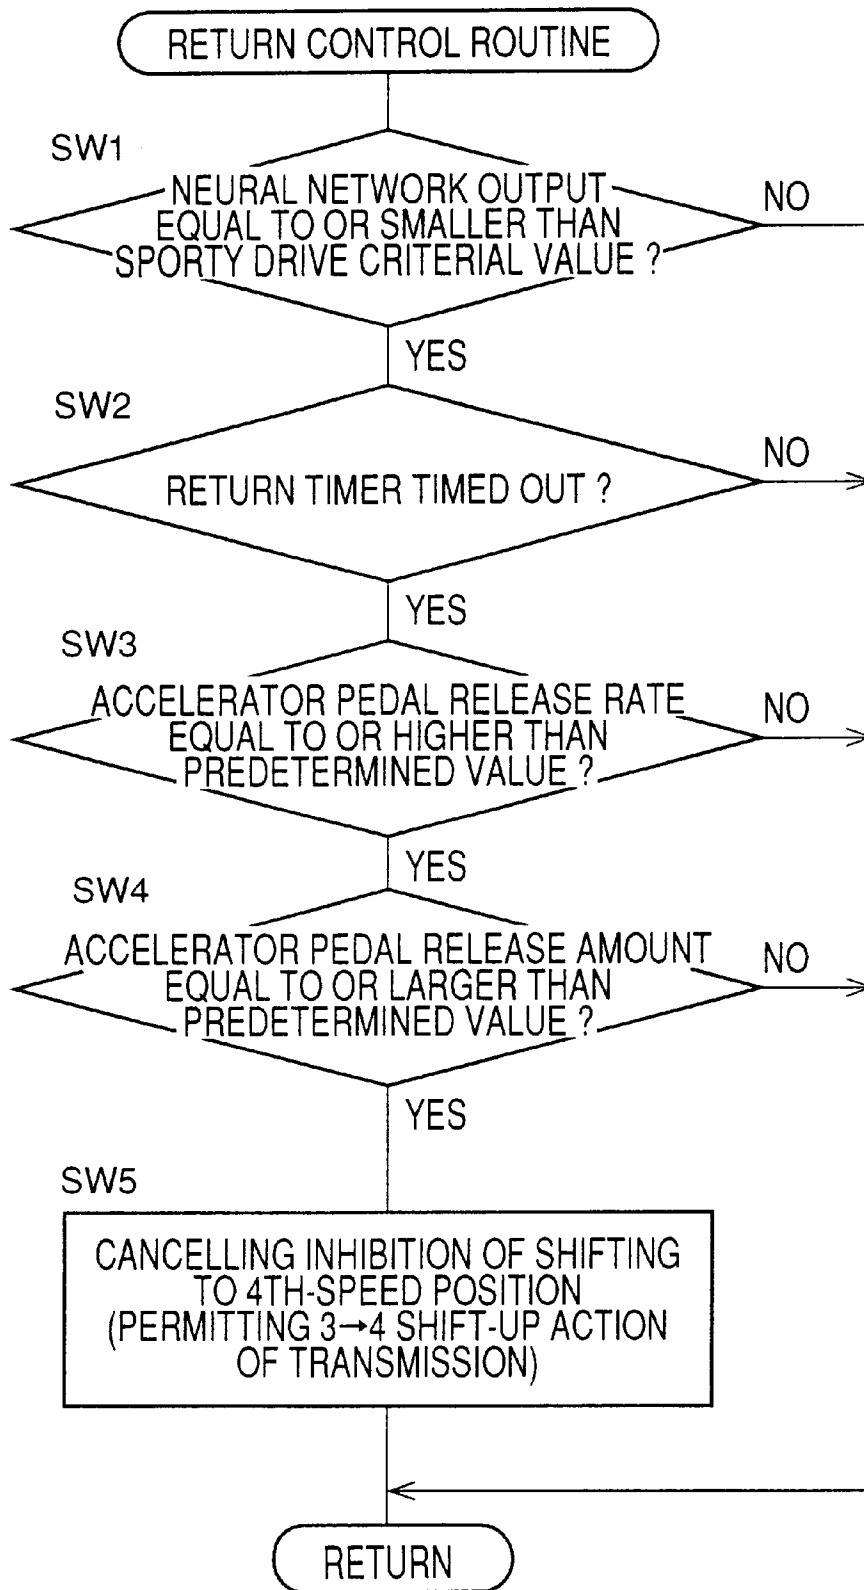 RETURN CONTROL ROUTINE
SW1
NEURAL NETWORK OUTPUT
EQUAL TO OR SMALLER THAN
SPORTY DRIVE CRITERIAL VALUE ?
NO
YES
SW2
RETURN TIMER TIMED OUT ?
NO
YES
SW3
ACCELERATOR PEDAL RELEASE RATE
EQUAL TO OR HIGHER THAN
PREDETERMINED VALUE ?
NO
YES
SW4
ACCELERATOR PEDAL RELEASE AMOUNT
EQUAL TO OR LARGER THAN
PREDETERMINED VALUE ?
NO
YES
SW5
CANCELLING INHIBITION OF SHIFTING
TO 4TH-SPEED POSITION
(PERMITTING 3→4 SHIFT-UP ACTION
OF TRANSMISSION)
RETURN